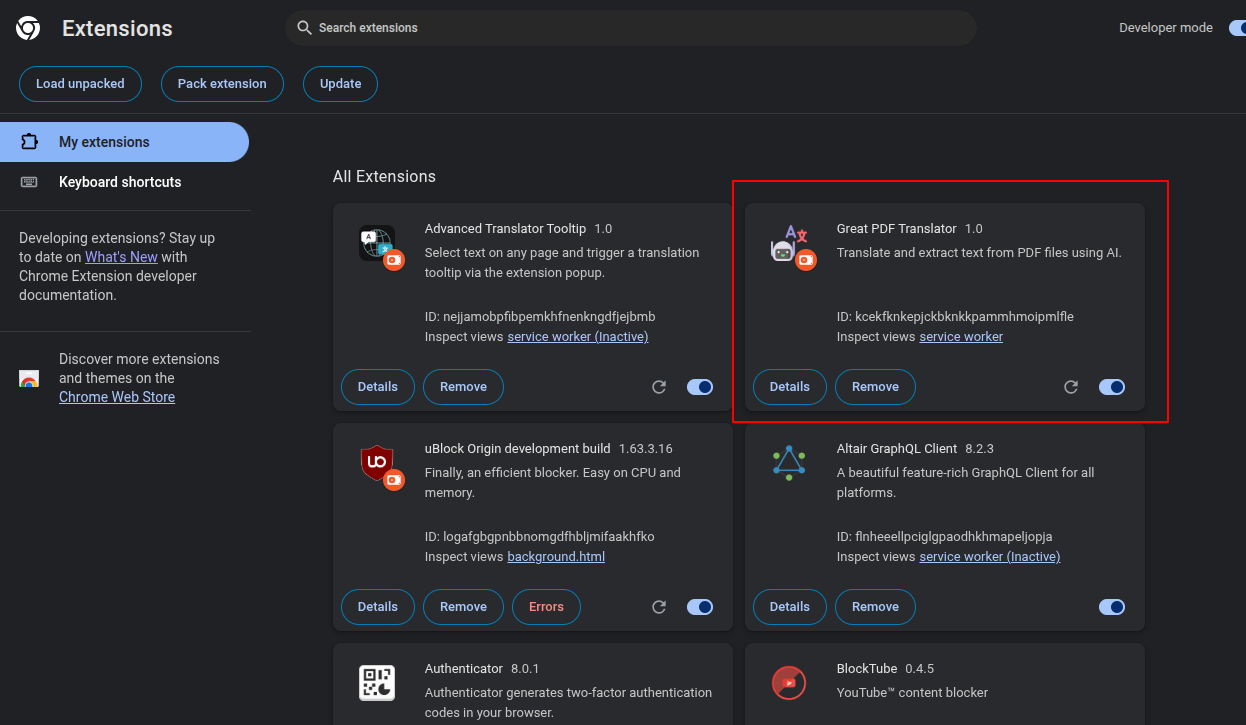 Extensions
Search extensions
Developer mode
Load unpacked
Pack extension
Update
My extensions
Keyboard shortcuts
Developing extensions? Stay up
to date on What's New with
Chrome Extension developer
documentation.
Discover more extensions
and themes on the
Chrome Web Store
All Extensions
Advanced Translator Tooltip 1.0
Select text on any page and trigger a translation
tooltip via the extension popup.
ID: nejjamobpfibpemkhfnenkngdfjejbmb
Inspect views service worker (Inactive)
Details
Remove
Great PDF Translator 1.0
Translate and extract text from PDF files using AI.
ID: kcekfknkepjckbknkkpammhmoipmlfle
Inspect views service worker
Details
Remove
uBlock Origin development build 1.63.3.16
Finally, an efficient blocker. Easy on CPU and
memory.
ID: logafgbgpnbbnomgdfhbljmifaakhfko
Inspect views background.html
Details
Remove
Errors
Altair GraphQL Client 8.2.3
A beautiful feature-rich GraphQL Client for all
platforms.
ID: flnheeellpciglgpaodhkhmapeljopja
Inspect views service worker (Inactive)
Details
Remove
Authenticator 8.0.1
Authenticator generates two-factor authentication
codes in your browser.
BlockTube 0.4.5
YouTube™ content blocker